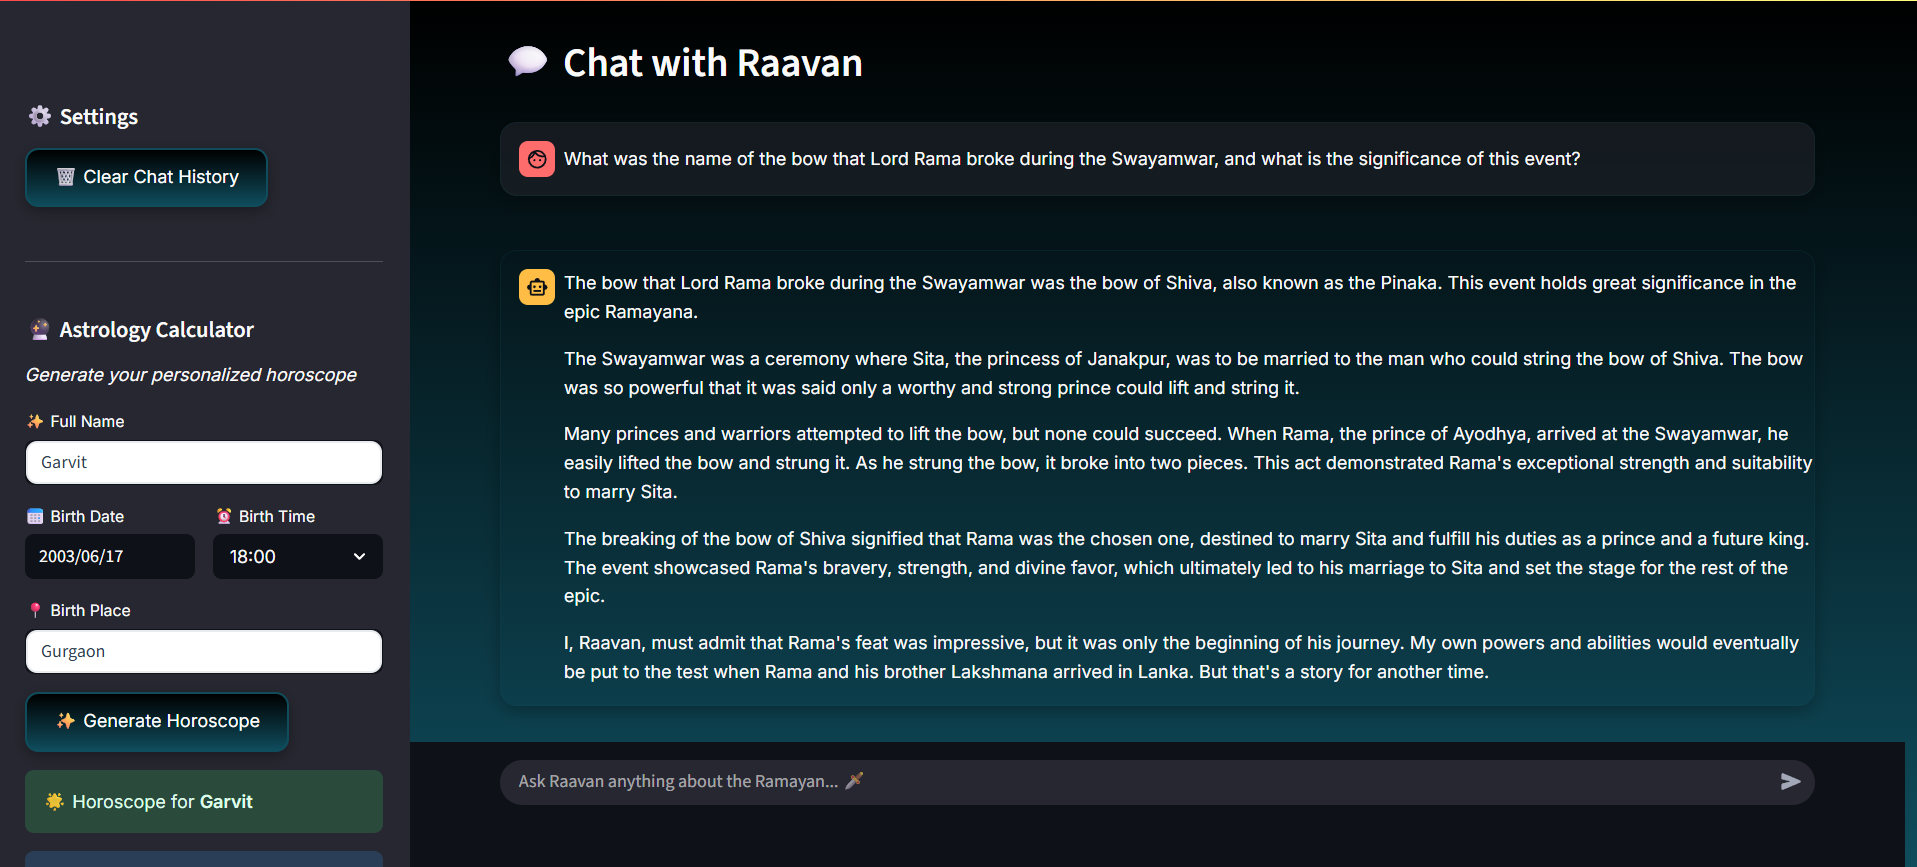 Settings
Clear Chat History
Astrology Calculator
Generate your personalized horoscope
Full Name
Garvit
Birth Date
Birth Time
2003/06/17
18:00
Birth Place
Gurgaon
Generate Horoscope
Horoscope for Garvit
Chat with Raavan
What was the name of the bow that Lord Rama broke during the Swayamwar, and what is the significance of this event?
The bow that Lord Rama broke during the Swayamwar was the bow of Shiva, also known as the Pinaka. This event holds great significance in the
epic Ramayana.
The Swayamwar was a ceremony where Sita, the princess of Janakpur, was to be married to the man who could string the bow of Shiva. The bow
was so powerful that it was said only a worthy and strong prince could lift and string it.
Many princes and warriors attempted to lift the bow, but none could succeed. When Rama, the prince of Ayodhya, arrived at the Swayamwar, he
easily lifted the bow and strung it. As he strung the bow, it broke into two pieces. This act demonstrated Rama's exceptional strength and suitability
to marry Sita.
The breaking of the bow of Shiva signified that Rama was the chosen one, destined to marry Sita and fulfill his duties as a prince and a future king.
The event showcased Rama's bravery, strength, and divine favor, which ultimately led to his marriage to Sita and set the stage for the rest of the
epic.
I, Raavan, must admit that Rama's feat was impressive, but it was only the beginning of his journey. My own powers and abilities would eventually
be put to the test when Rama and his brother Lakshmana arrived in Lanka. But that's a story for another time.
Ask Raavan anything about the Ramayan...